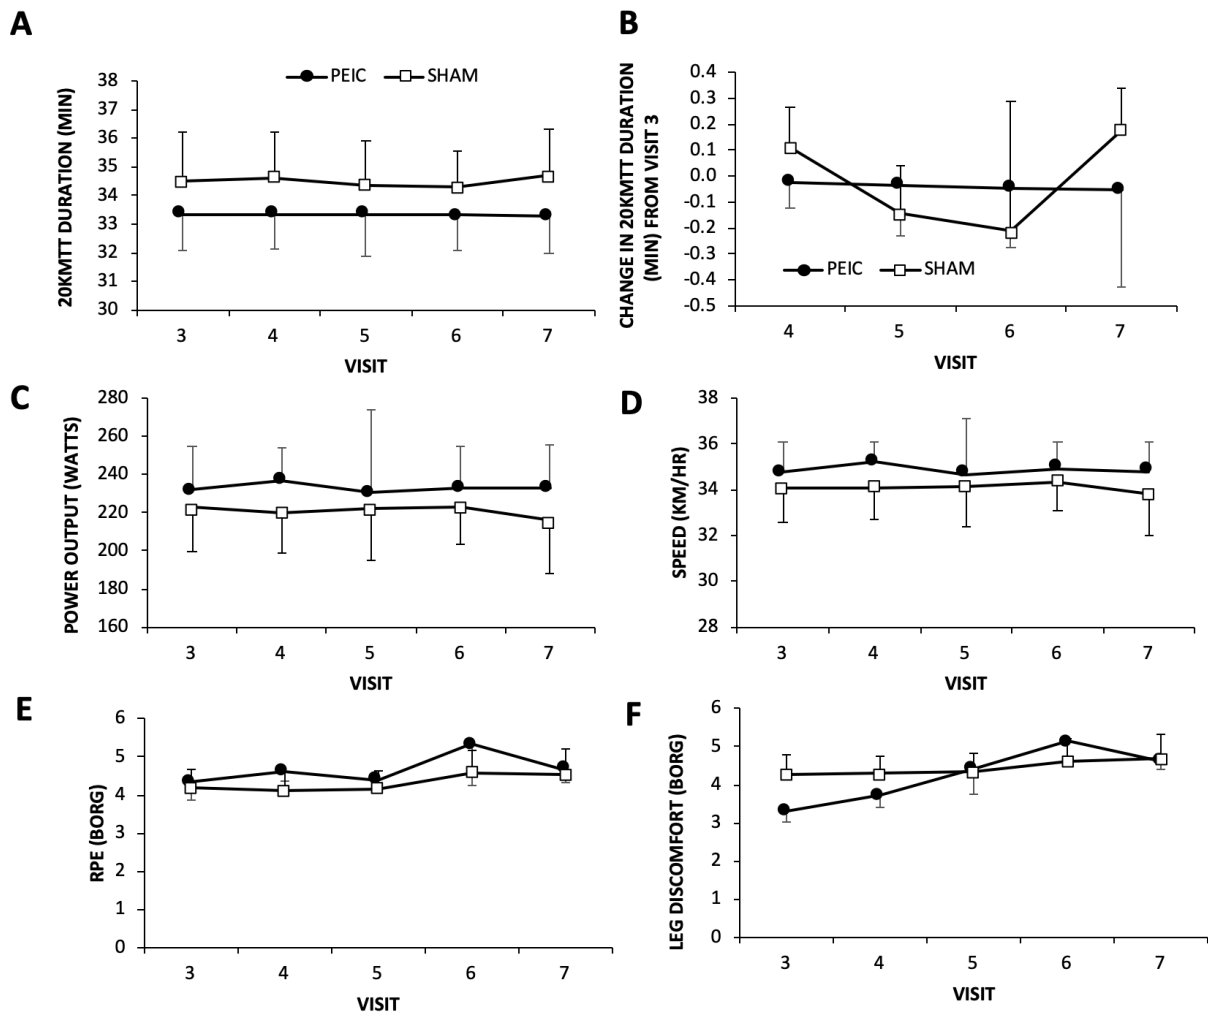 A
PEIC SHAM
20KMTT DURATION (MIN)
38
37
36
35
34
33
32
31
30
3 4 5 6 7
VISIT
B
CHANGE IN 20KMTT DURATION
(MIN) FROM VISIT 3
0.4
0.3
0.2
0.1
0.0
-0.1
-0.2
-0.3
-0.4
-0.5
PEIC SHAM
4 5 6 7
VISIT
C
POWER OUTPUT (WATTS)
280
260
240
220
200
180
160
3 4 5 6 7
VISIT
D
SPEED (KM/HR)
38
36
34
32
30
28
3 4 5 6 7
VISIT
E
RPE (BORG)
6
5
4
3
2
1
0
3 4 5 6 7
VISIT
F
LEG DISCOMFORT (BORG)
6
5
4
3
2
1
0
3 4 5 6 7
VISIT